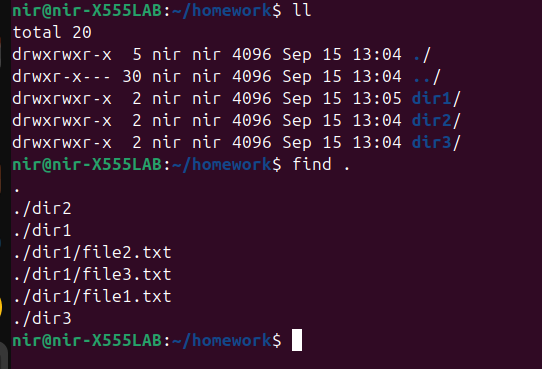 nir@nir-X555LAB:~/homework$ ll
total 20
drwxrwxr-x  5 nir nir 4096 Sep 15 13:04 ./
drwxr-x--- 30 nir nir 4096 Sep 15 13:04 ../
drwxrwxr-x  2 nir nir 4096 Sep 15 13:05 dir1/
drwxrwxr-x  2 nir nir 4096 Sep 15 13:04 dir2/
drwxrwxr-x  2 nir nir 4096 Sep 15 13:04 dir3/
nir@nir-X555LAB:~/homework$ find .
.
./dir2
./dir1
./dir1/file2.txt
./dir1/file3.txt
./dir1/file1.txt
./dir3
nir@nir-X555LAB:~/homework$